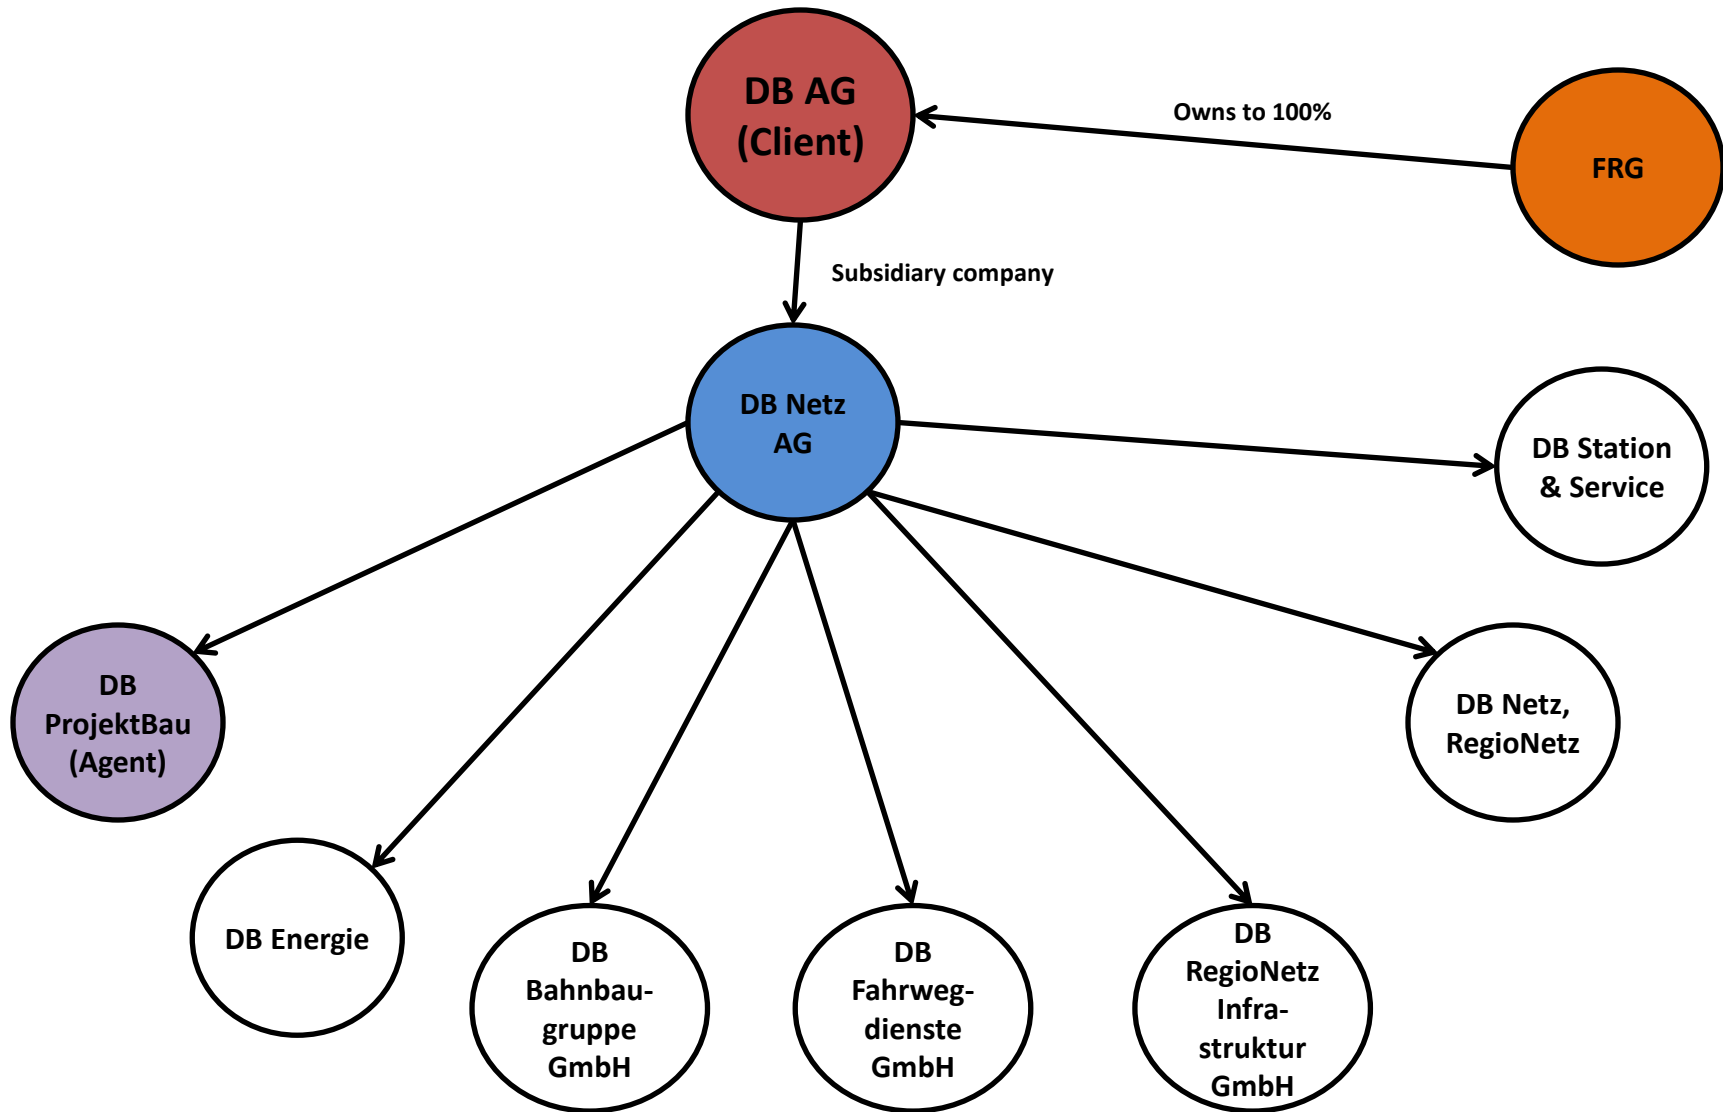 DB AG
(Client)
Owns to 100%
FRG
Subsidiary company
DB Netz
AG
DB Station
& Service
DB
ProjektBau
(Agent)
DB Netz,
RegioNetz
DB Energie
DB
Bahnbau-
gruppe
GmbH
DB
Fahrweg-
dienste
GmbH
DB
RegioNetz
Infra-
struktur
GmbH